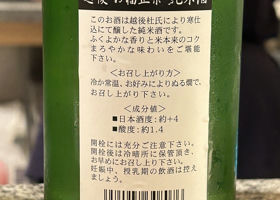 このお酒は越後杜氏により寒仕
込にて醸した純米酒です。
ふくよかな香りと米本来のコク
まろやかな味わいをご堪能
下さい。
<お召し上がり方>
冷か常温、お好みによりぬる燗で、
お召し上がり下さい。
<成分値>
■日本酒度:約+4
■酸度:約1.4
開栓には充分ご注意下さい。
開栓後は冷暗所に保管頂き、
お早めにお召し上がり下さい。
妊娠中、授乳期の飲酒は控え
ましょう。